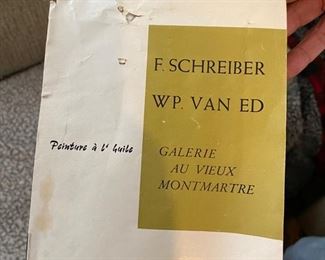 F. SCHREIBER
WP. VAN ED
Peinture à l' huile
GALERIE
AU VIEUX
MONTMARTRE